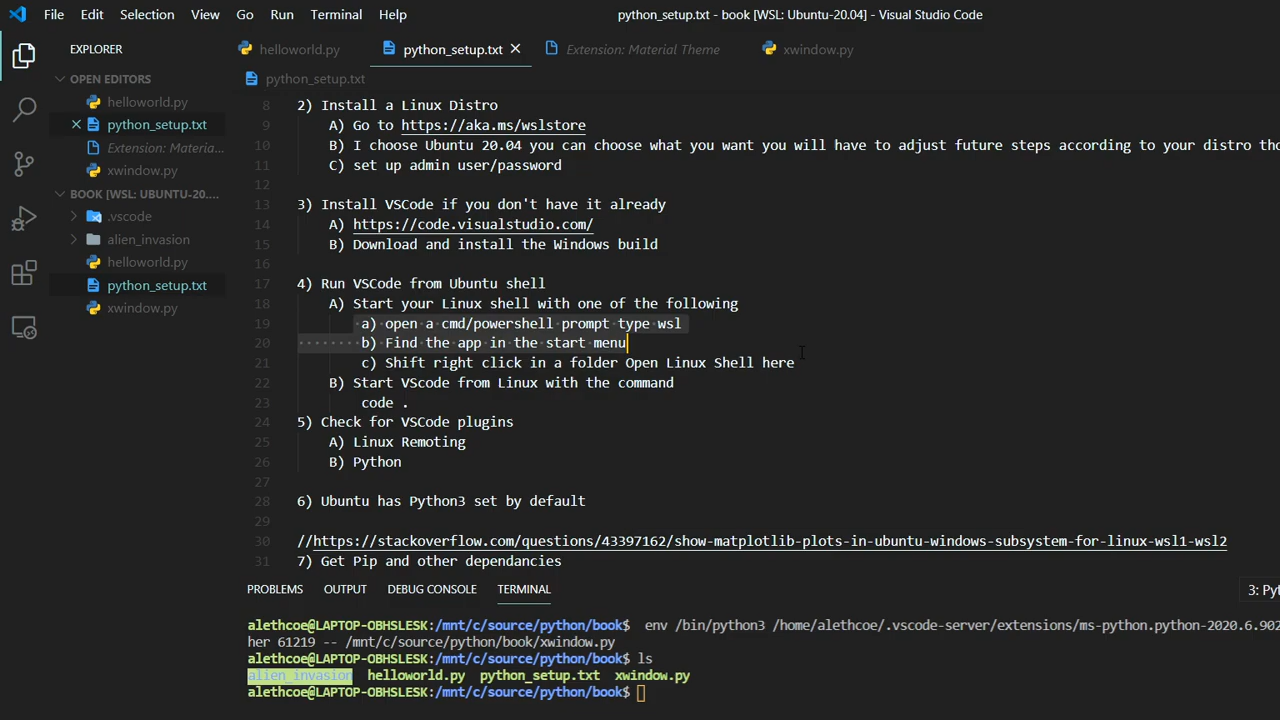 File Edit Selection View Go Run Terminal Help python_setup.txt - book [WSL: Ubuntu-20.04] - Visual Studio Code
EXPLORER
helloworld.py python_setup.txt Extension: Material Theme xwindow.py
OPEN EDITORS
helloworld.py
python_setup.txt
Extension: Materia...
xwindow.py
BOOK [WSL: UBUNTU-20....
.vscode
alien_invasion
helloworld.py
python_setup.txt
xwindow.py
python_setup.txt
8 2) Install a Linux Distro
9 A) Go to https://aka.ms/wslstore
10 B) I choose Ubuntu 20.04 you can choose what you want you will have to adjust future steps according to your distro tho
11 C) set up admin user/password
12
13 3) Install VSCode if you don't have it already
14 A) https://code.visualstudio.com/
15 B) Download and install the Windows build
16
17 4) Run VSCode from Ubuntu shell
18 A) Start your Linux shell with one of the following
19 a) open a cmd/powershell prompt type wsl
20 b) Find the app in the start menu
21 c) Shift right click in a folder Open Linux Shell here
22 B) Start VScode from Linux with the command
23 code .
24 5) Check for VSCode plugins
25 A) Linux Remoting
26 B) Python
27
28 6) Ubuntu has Python3 set by default
29
30 //https://stackoverflow.com/questions/43397162/show-matplotlib-plots-in-ubuntu-windows-subsystem-for-linux-wsl1-wsl2
31 7) Get Pip and other dependancies
PROBLEMS OUTPUT DEBUG CONSOLE TERMINAL 3: Pyt
alethcoe@LAPTOP-OBHSLESK:/mnt/c/source/python/book$ env /bin/python3 /home/alethcoe/.vscode-server/extensions/ms-python.python-2020.6.902
her 61219 -- /mnt/c/source/python/book/xwindow.py
alethcoe@LAPTOP-OBHSLESK:/mnt/c/source/python/book$ ls
alien_invasion helloworld.py python_setup.txt xwindow.py
alethcoe@LAPTOP-OBHSLESK:/mnt/c/source/python/book$